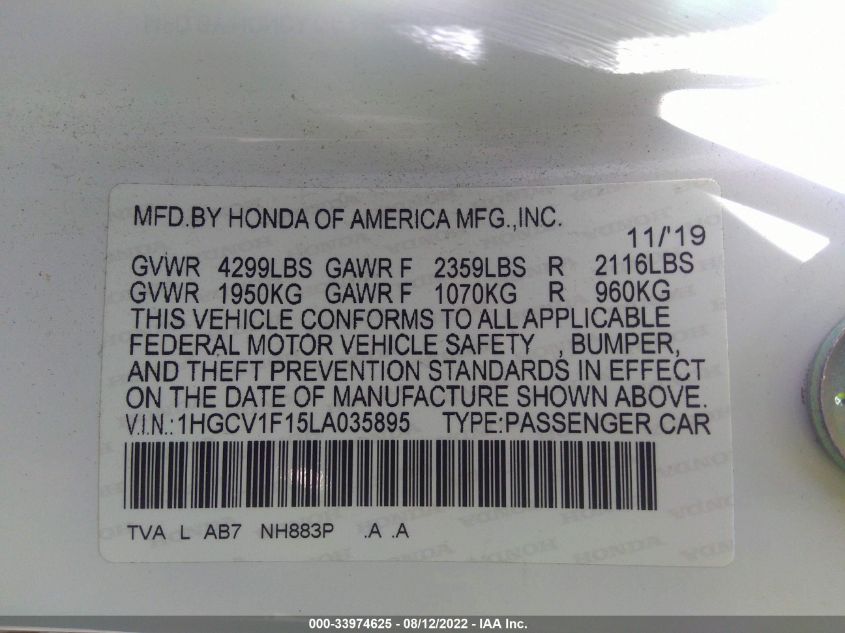 MFD.BY HONDA OF AMERICA MFG.,INC.
11/'19
GVWR 4299LBS GAWR F 2359LBS R 2116LBS
GVWR 1950KG GAWR F 1070KG R 960KG
THIS VEHICLE CONFORMS TO ALL APPLICABLE
FEDERAL MOTOR VEHICLE SAFETY , BUMPER,
AND THEFT PREVENTION STANDARDS IN EFFECT
ON THE DATE OF MANUFACTURE SHOWN ABOVE.
V.I.N.:1HGCV1F15LA035895 TYPE:PASSENGER CAR
TVA L AB7 NH883P .A .A
000-33974625 - 08/12/2022 - IAA Inc.